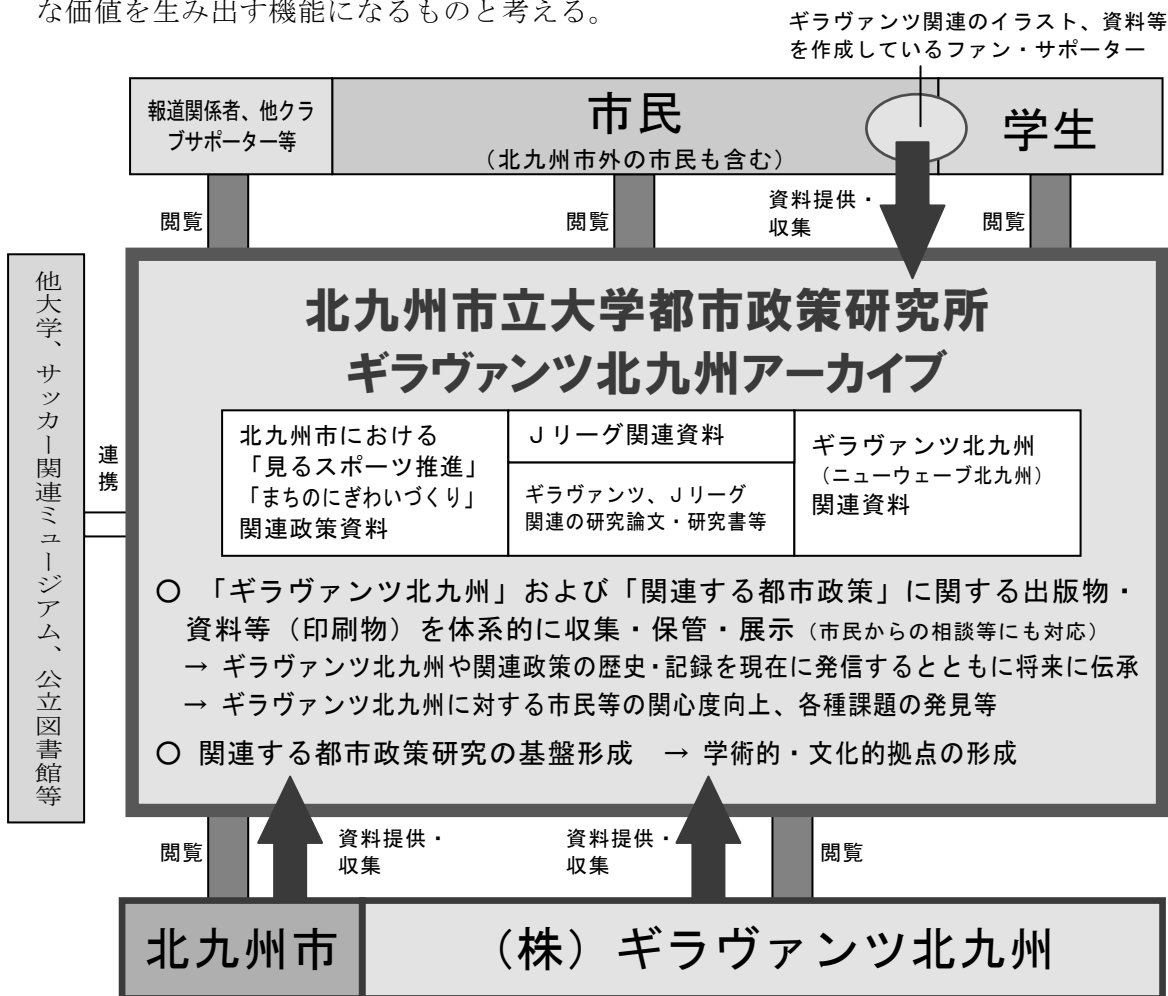 な価値を生み出す機能になるものと考える。
ギラヴァンツ関連のイラスト、資料等
を作成しているファン・サポーター
報道関係者、他クラ
ブサポーター等
市民
（北九州市外の市民も含む）
学生
閲覧
閲覧
資料提供・
収集
閲覧
他大学、サッカー関連ミュージアム、公立図書館等
連携
北九州市立大学都市政策研究所
ギラヴァンツ北九州アーカイブ
北九州市における
「見るスポーツ推進」
「まちのにぎわいづくり」
関連政策資料
Ｊリーグ関連資料
ギラヴァンツ、Ｊリーグ
関連の研究論文・研究書等
ギラヴァンツ北九州
（ニューウェーブ北九州）
関連資料
○ 「ギラヴァンツ北九州」および「関連する都市政策」に関する出版物・
資料等（印刷物）を体系的に収集・保管・展示（市民からの相談等にも対応）
→ ギラヴァンツ北九州や関連政策の歴史・記録を現在に発信するとともに将来に伝承
→ ギラヴァンツ北九州に対する市民等の関心度向上、各種課題の発見等
○ 関連する都市政策研究の基盤形成　→ 学術的・文化的拠点の形成
閲覧
資料提供・
収集
資料提供・
収集
閲覧
北九州市
（株）ギラヴァンツ北九州